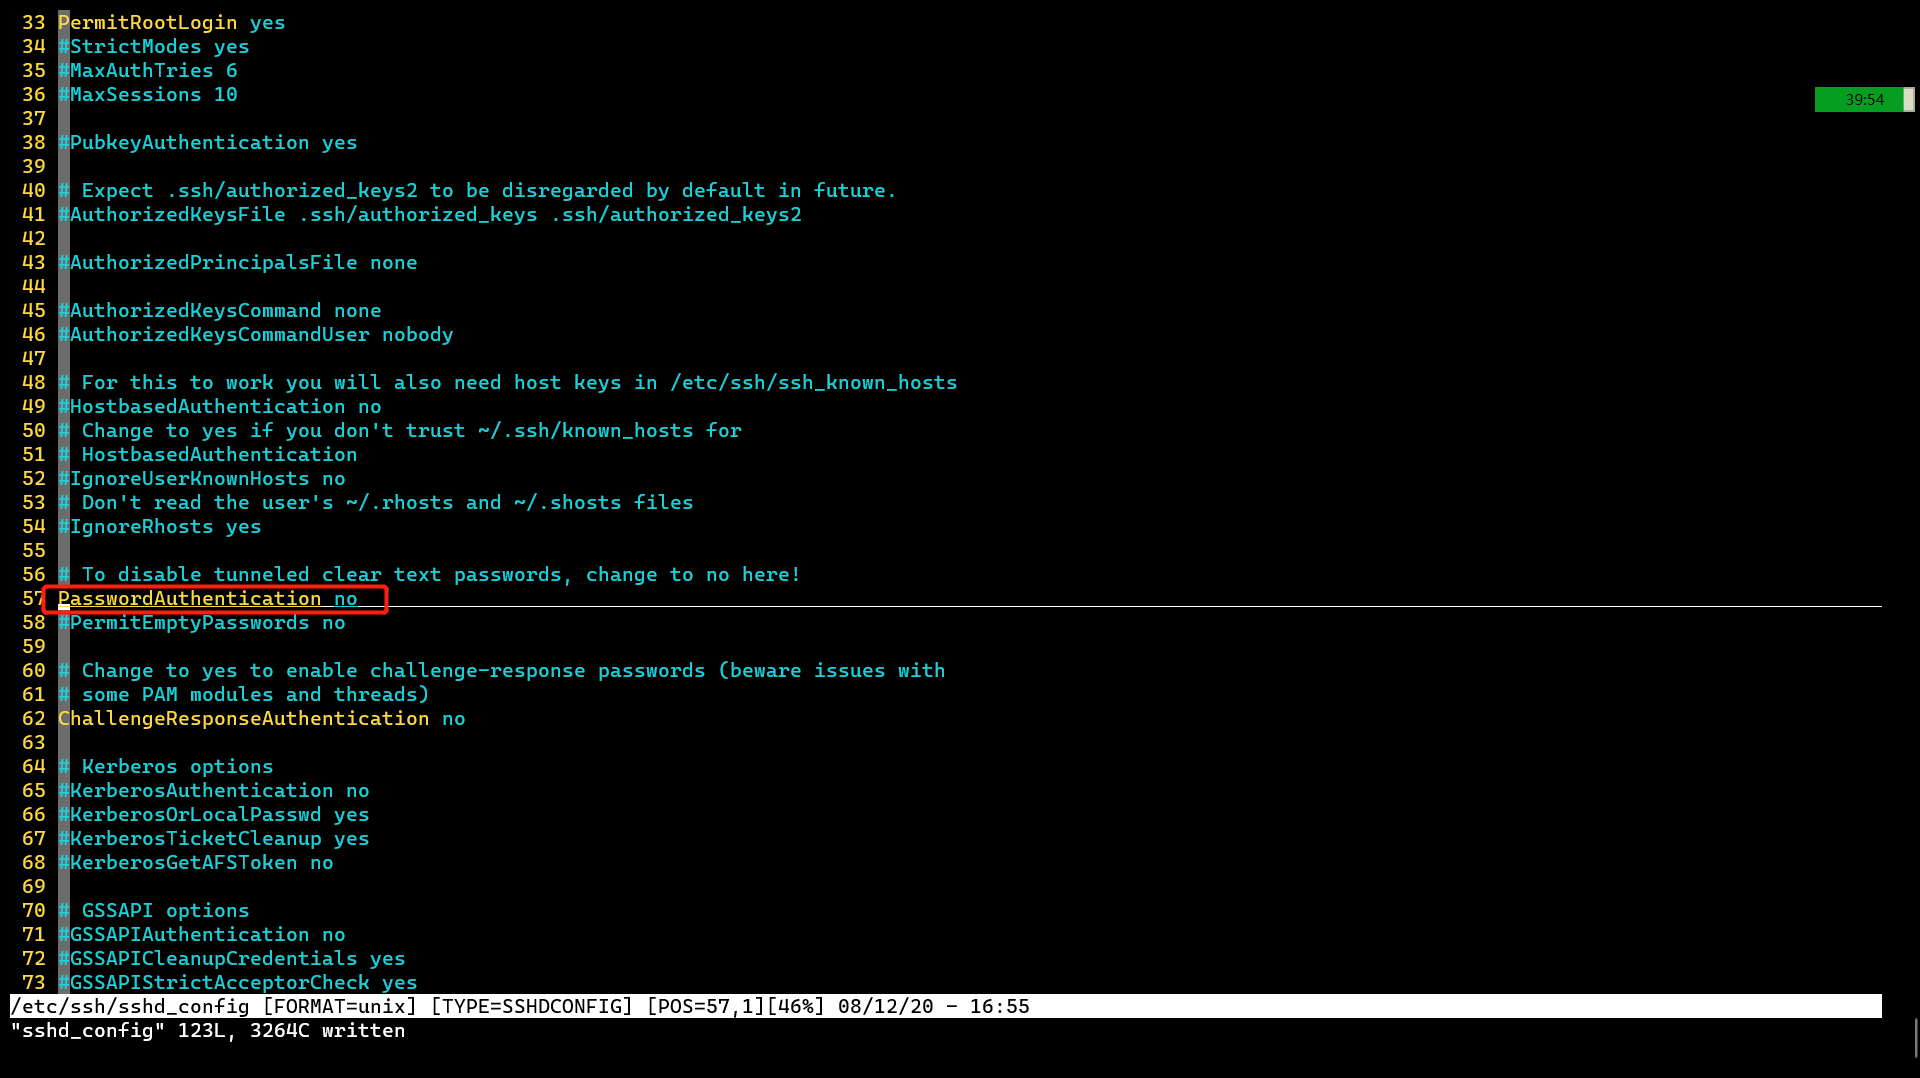 33 PermitRootLogin yes
34 #StrictModes yes
35 #MaxAuthTries 6
36 #MaxSessions 10
39:54
37
38 #PubkeyAuthentication yes
39
40 # Expect .ssh/authorized_keys2 to be disregarded by default in future.
41 #AuthorizedKeysFile .ssh/authorized_keys .ssh/authorized_keys2
42
43 #AuthorizedPrincipalsFile none
44
45 #AuthorizedKeysCommand none
46 #AuthorizedKeysCommandUser nobody
47
48 # For this to work you will also need host keys in /etc/ssh/ssh_known_hosts
49 #HostbasedAuthentication no
50 # Change to yes if you don't trust ~/.ssh/known_hosts for
51 # HostbasedAuthentication
52 #IgnoreUserKnownHosts no
53 # Don't read the user's ~/.rhosts and ~/.shosts files
54 #IgnoreRhosts yes
55
56 # To disable tunneled clear text passwords, change to no here!
57 PasswordAuthentication no
58 #PermitEmptyPasswords no
59
60 # Change to yes to enable challenge-response passwords (beware issues with
61 # some PAM modules and threads)
62 ChallengeResponseAuthentication no
63
64 # Kerberos options
65 #KerberosAuthentication no
66 #KerberosOrLocalPasswd yes
67 #KerberosTicketCleanup yes
68 #KerberosGetAFSToken no
69
70 # GSSAPI options
71 #GSSAPIAuthentication no
72 #GSSAPICleanupCredentials yes
73 #GSSAPIStrictAcceptorCheck yes
/etc/ssh/sshd_config [FORMAT=unix] [TYPE=SSHDCONFIG] [POS=57,1][46%] 08/12/20 - 16:55
"sshd_config" 123L, 3264C written